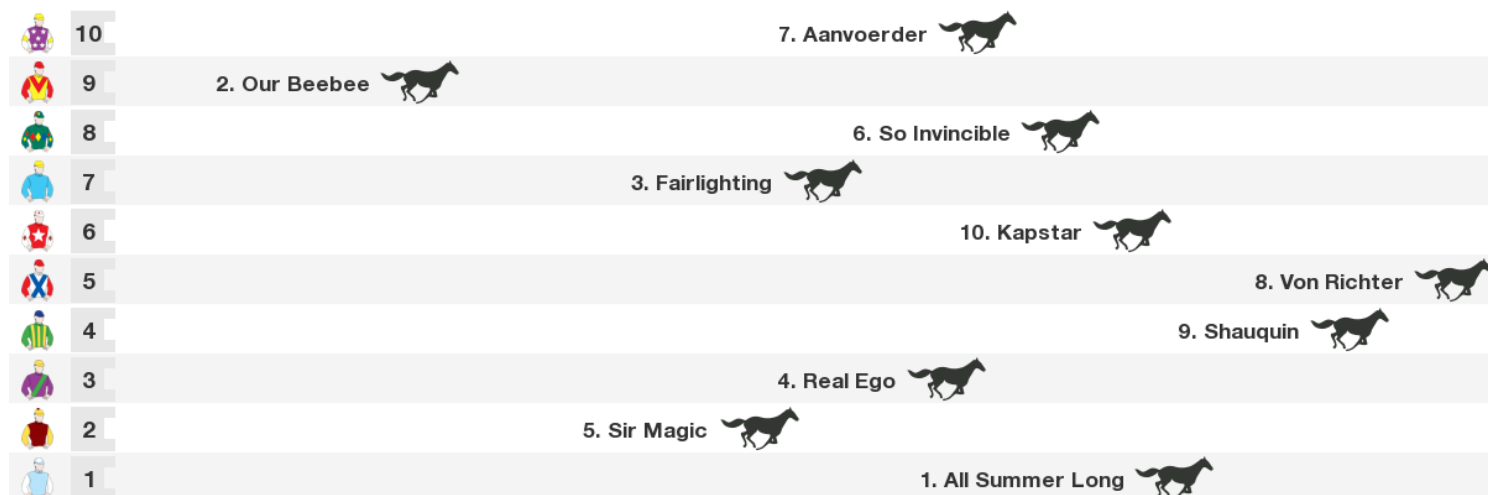 10 7. Aanvoerder
9 2. Our Beebee
8 6. So Invincible
7 3. Fairlighting
6 10. Kapstar
5 8. Von Richter
4 9. Shauquin
3 4. Real Ego
2 5. Sir Magic
1 1. All Summer Long